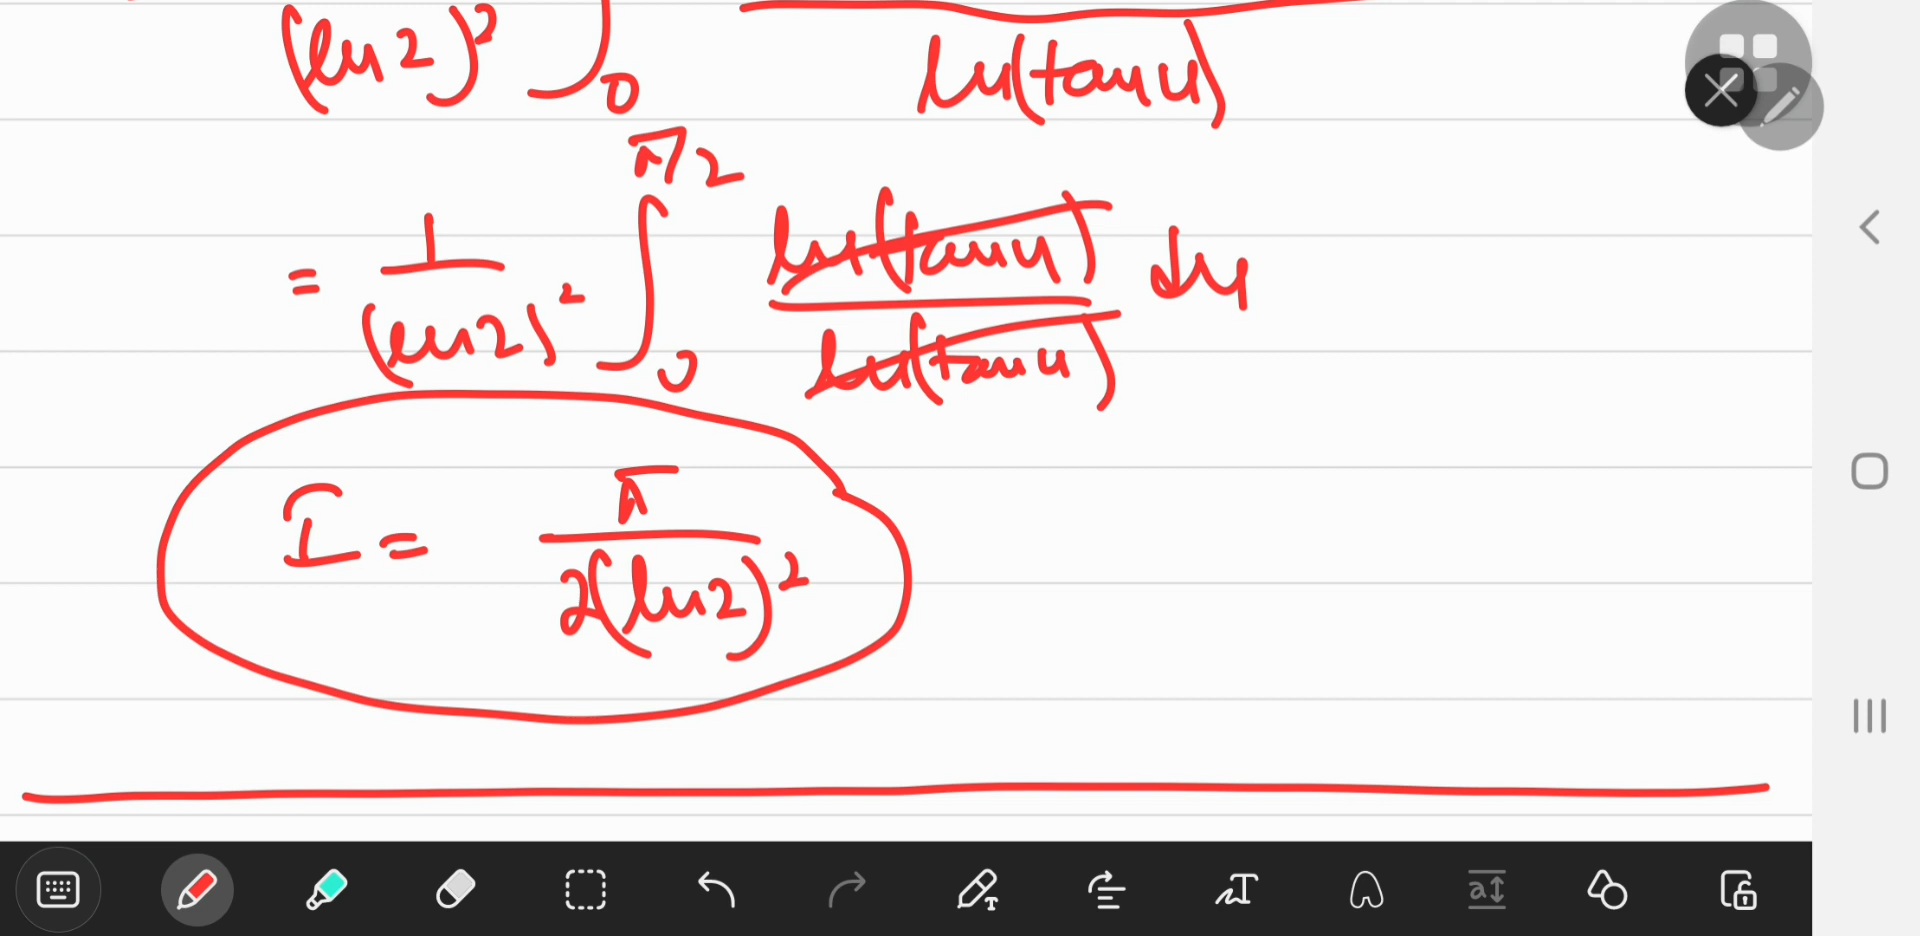 (ln 2)² ∫₀ ln(tan u)
= 1/(ln 2)² ∫₀^(π/2) ln(tan u)/ln(tan u) du
I = π/(2(ln 2)²)